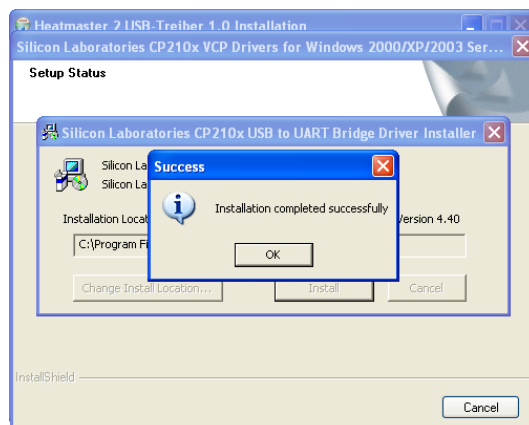 Heatmaster 2 USB-Treiber 1.0 Installation
Silicon Laboratories CP210x VCP Drivers for Windows 2000/XP/2003 Ser...
Setup Status
Silicon Laboratories CP210x USB to UART Bridge Driver Installer
Silicon La
Silicon La
Success
Installation completed successfully
OK
Installation Locat
Version 4.40
C:\Program Fi
Change Install Location...
Install
Cancel
InstallShield
Cancel